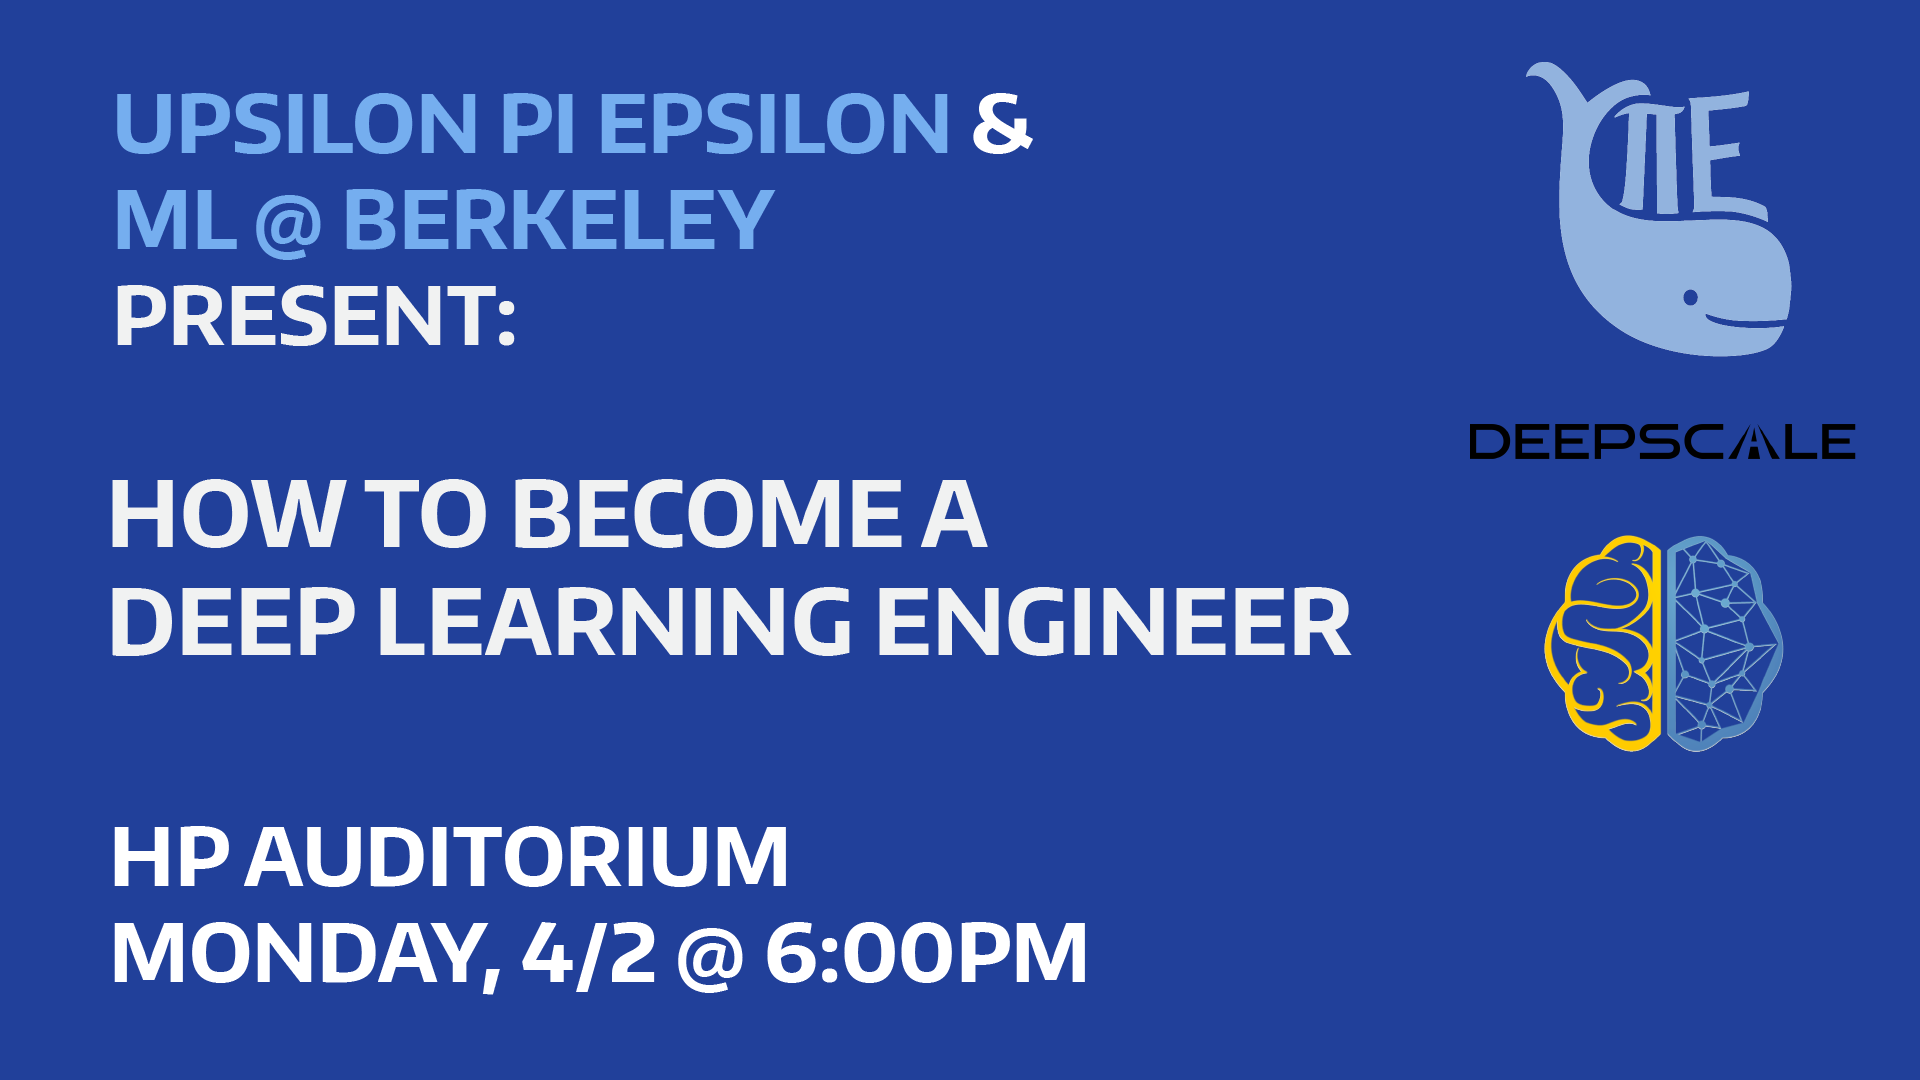 UPSILON PI EPSILON &
ML @ BERKELEY
PRESENT:
HOW TO BECOME A
DEEP LEARNING ENGINEER
HP AUDITORIUM
MONDAY, 4/2 @ 6:00PM
ΥΠΕ
DEEPSCALE